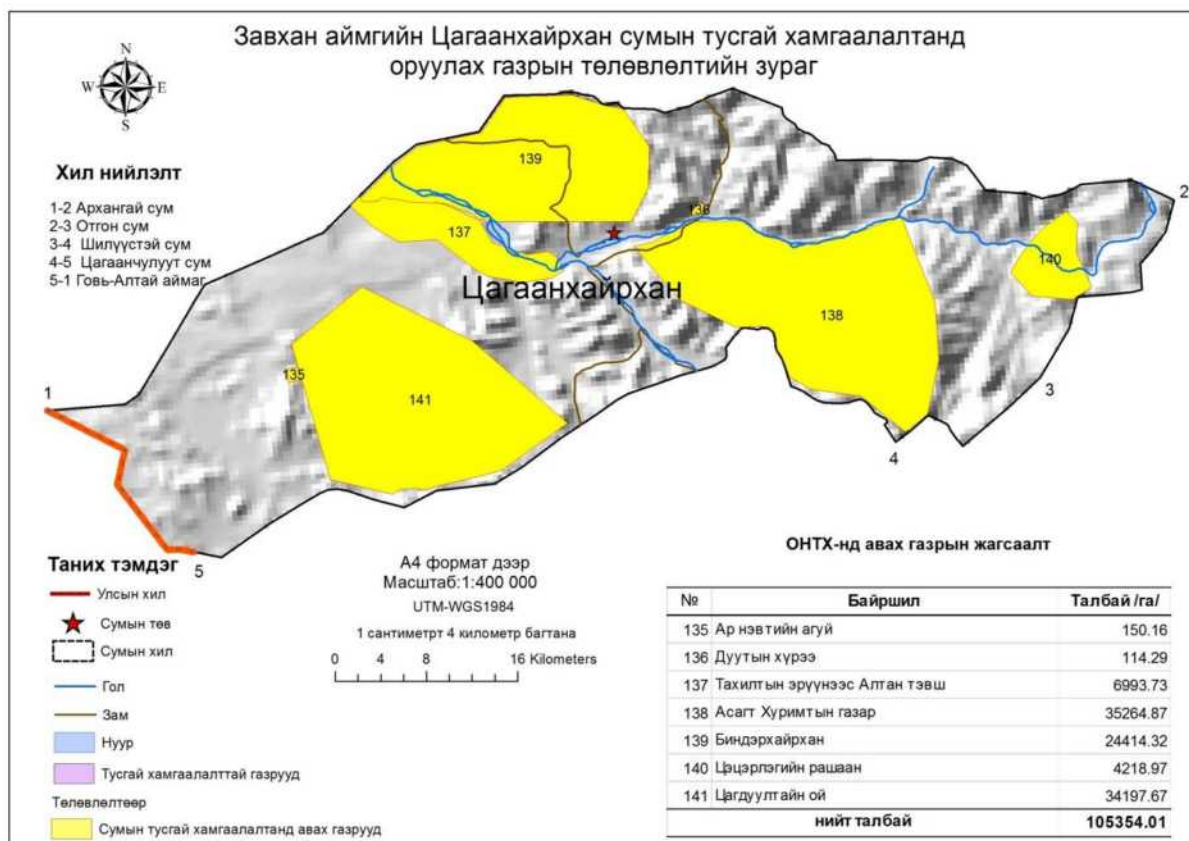 Завхан аймгийн Цагаанхайрхан сумын тусгай хамгаалалтанд
оруулах газрын төлөвлөлтийн зураг
N
W E
S
Хил нийлэлт
1-2 Архангай сум
2-3 Отгон сум
3-4 Шилүүстэй сум
4-5 Цагаанчулуут сум
5-1 Говь-Алтай аймаг
139
136
2
137
140
Цагаанхайрхан
138
135
1
141
3
4
5
Таних тэмдэг
Улсын хил
Сумын төв
Сумын хил
Гол
Зам
Нуур
Тусгай хамгаалалттай газрууд
Төлөвлөлтөөр
Сумын тусгай хамгаалалтанд авах газрууд
А4 формат дээр
Масштаб:1:400 000
UTM-WGS1984
1 сантиметрт 4 километр багтана
0 4 8 16 Kilometers
ОНТХ-нд авах газрын жагсаалт
№ Байршил Талбай /га/
135 Ар нэвтийн агуй 150.16
136 Дуутын хүрээ 114.29
137 Тахилтын эрүүнээс Алтан тэвш 6993.73
138 Асагт Хуримтын газар 35264.87
139 Биндэрхайрхан 24414.32
140 Цэцэрлэгийн рашаан 4218.97
141 Цагдуултайн ой 34197.67
нийт талбай 105354.01